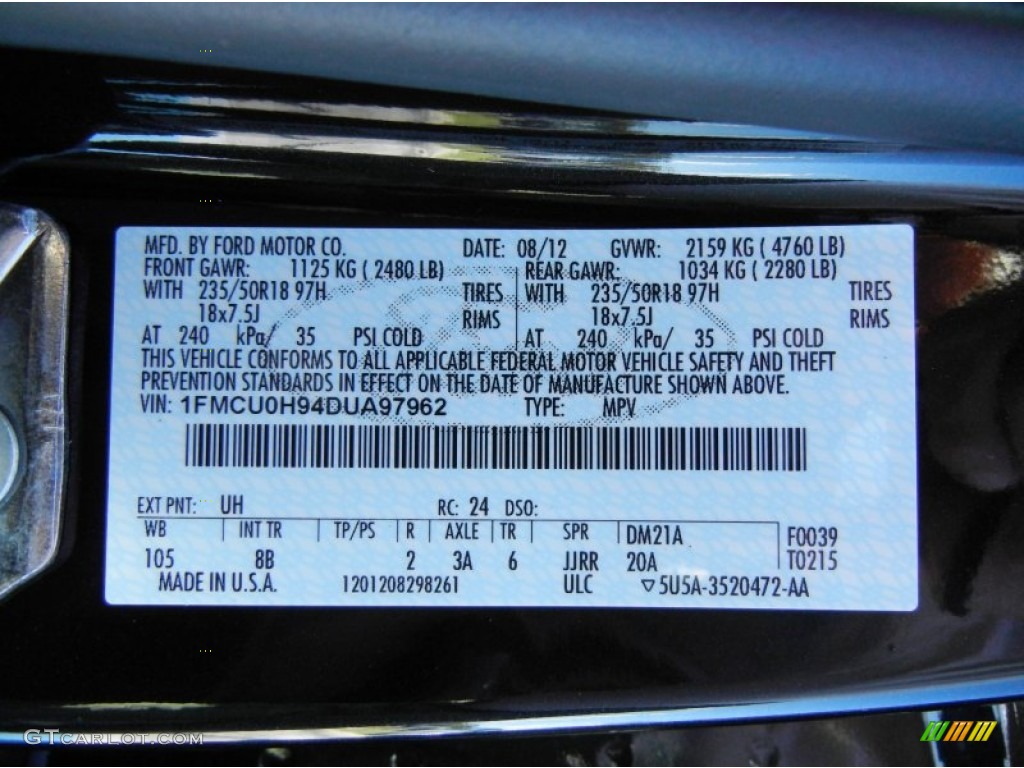 MFD. BY FORD MOTOR CO. DATE: 08/12 GVWR: 2159 KG ( 4760 LB)
FRONT GAWR: 1125 KG ( 2480 LB) REAR GAWR: 1034 KG ( 2280 LB)
WITH 235/50R18 97H TIRES WITH 235/50R18 97H TIRES
18x7.5J RIMS 18x7.5J RIMS
AT 240 kPa/ 35 PSI COLD AT 240 kPa/ 35 PSI COLD
THIS VEHICLE CONFORMS TO ALL APPLICABLE FEDERAL MOTOR VEHICLE SAFETY AND THEFT
PREVENTION STANDARDS IN EFFECT ON THE DATE OF MANUFACTURE SHOWN ABOVE.
VIN: 1FMCU0H94DUA97962 TYPE: MPV
EXT PNT: UH RC: 24 DSO:
WB INT TR TP/PS R AXLE TR SPR DM21A F0039
105 8B 2 3A 6 JJRR 20A T0215
MADE IN U.S.A. 1201208298261 ULC ▽5U5A-3520472-AA
GTCARLOT.COM